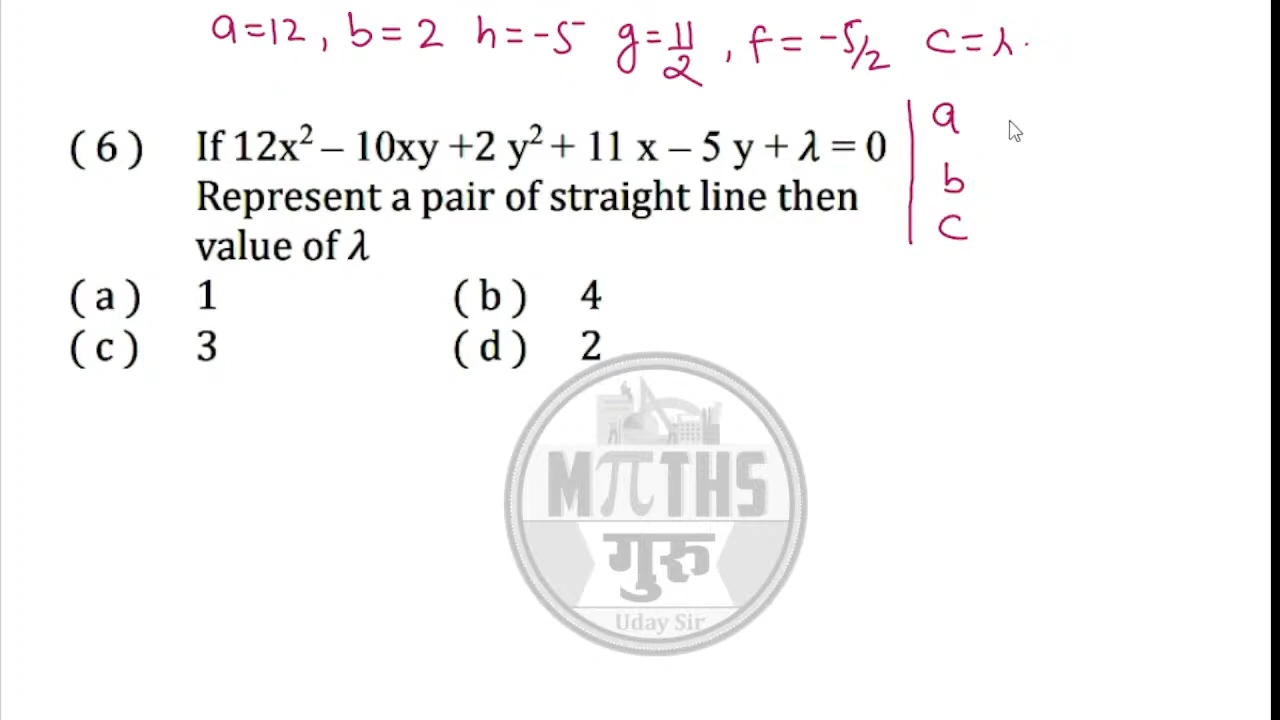 a=12, b=2 h=-5 g=11/2, f=-5/2 c=λ.
(6) If 12x² – 10xy +2 y² + 11 x – 5 y + λ = 0
Represent a pair of straight line then
value of λ
(a) 1 (b) 4
(c) 3 (d) 2
a
b
c
MπTHS
गुरु
Uday Sir